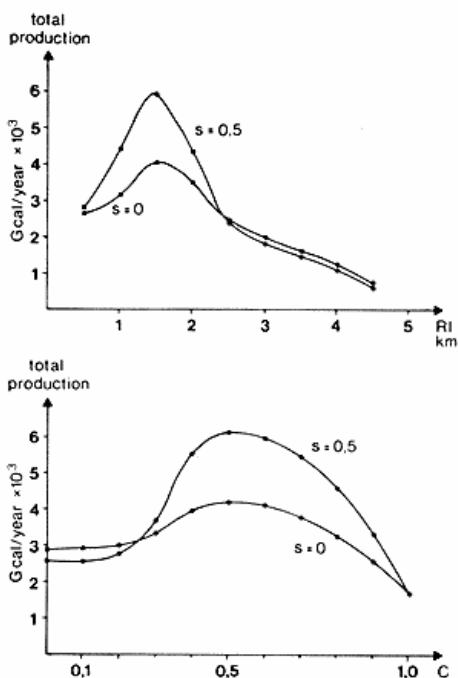 total
production
Gcal/year ×10³
6
5
4
3
2
1
s=0,5
s=0
1
2
3
4
5
RI
km
total
production
Gcal/year ×10³
6
5
4
3
2
1
s=0,5
s=0
0,1
0,5
1.0
C